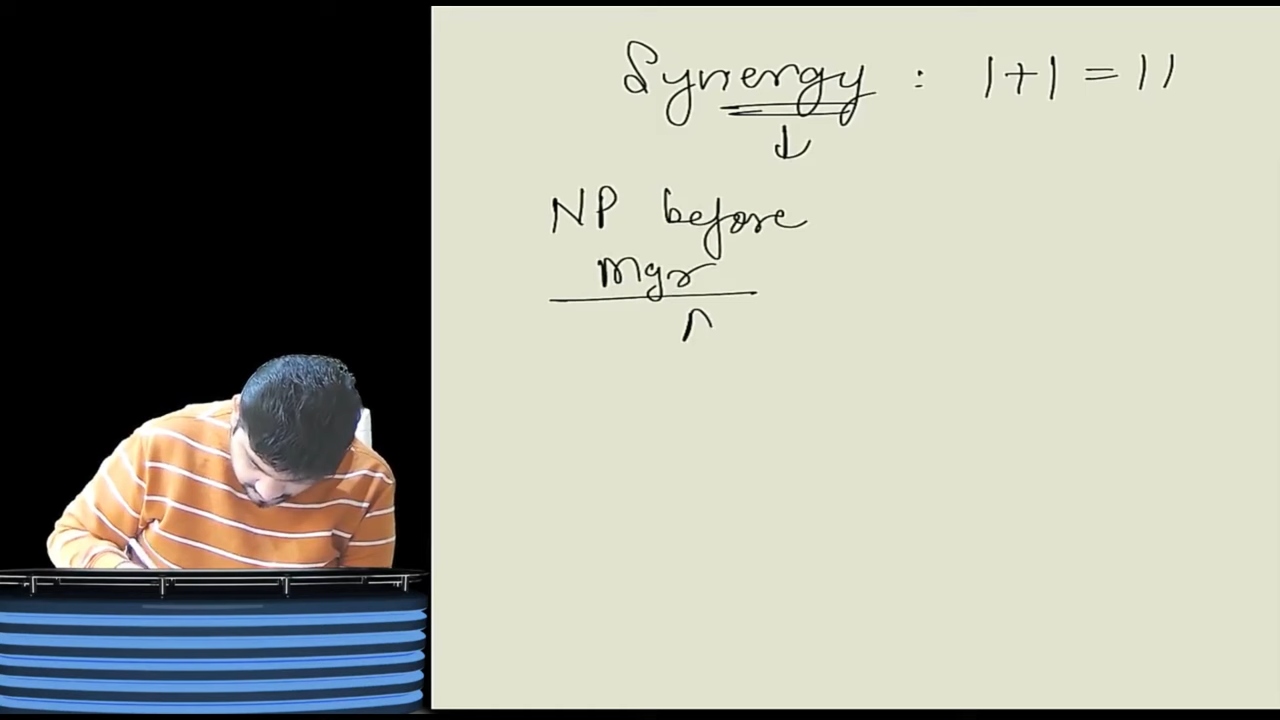 Synergy : 1+1 = 11
↓
NP before
Mgr